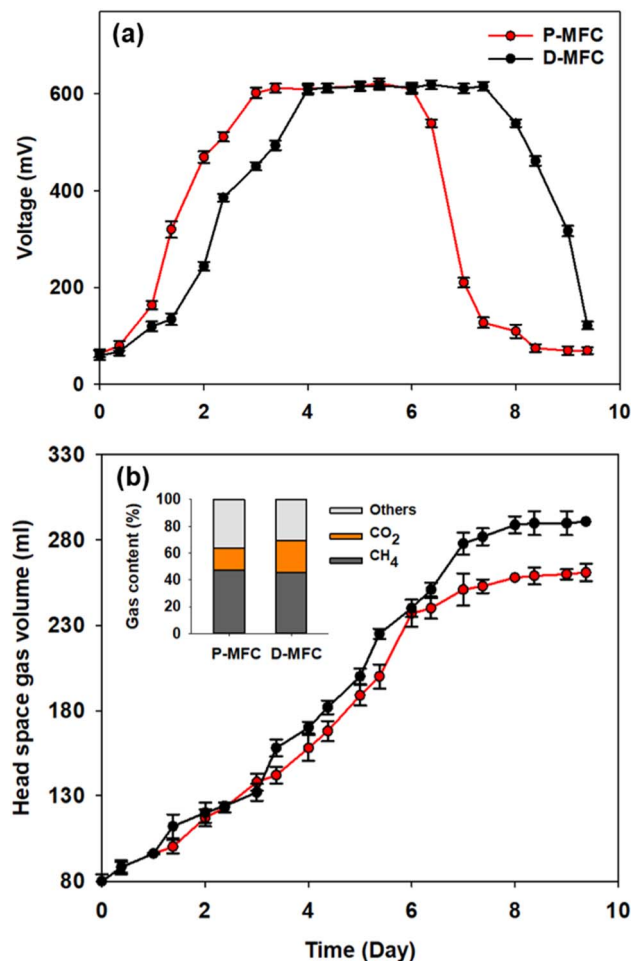 (a)
P-MFC
D-MFC
Voltage (mV)
600
400
200
0
0 2 4 6 8 10
(b)
Head space gas volume (ml)
330
280
230
180
130
80
Gas content (%)
100
80
60
40
20
0
P-MFC D-MFC
Others
CO2
CH4
0 2 4 6 8 10
Time (Day)